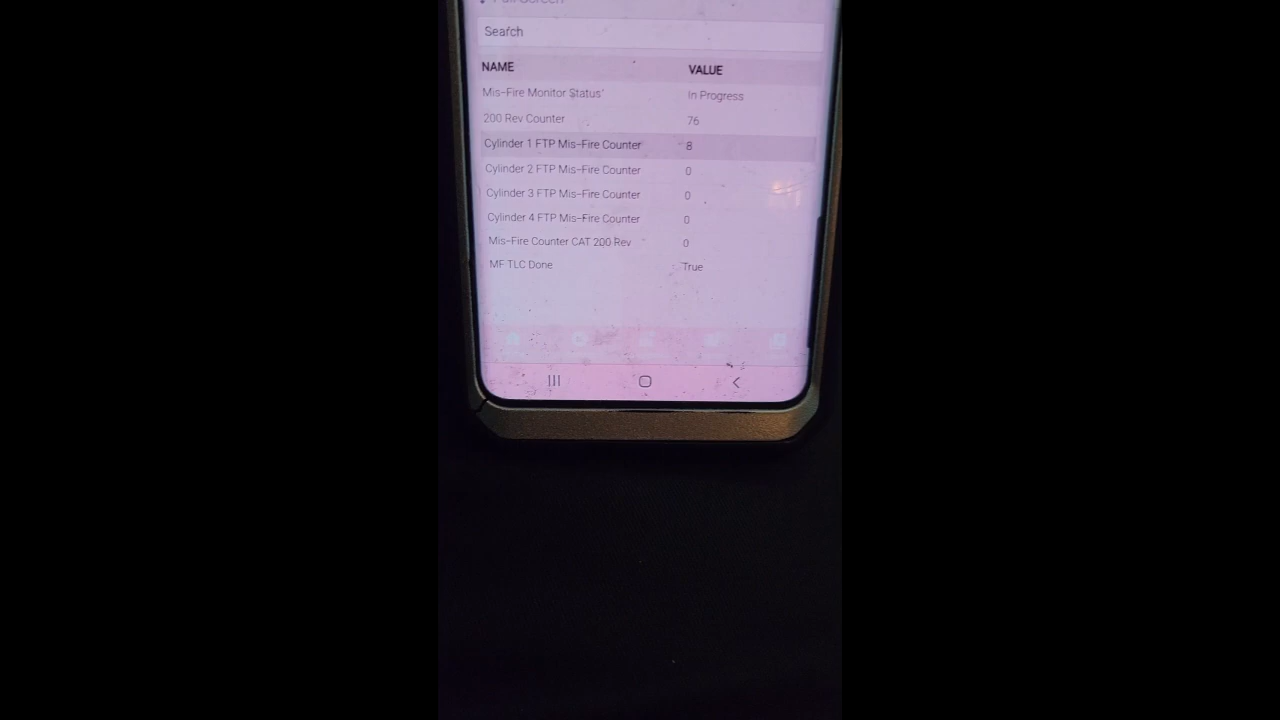 Full Screen
Search
NAME VALUE
Mis-Fire Monitor Status In Progress
200 Rev Counter 76
Cylinder 1 FTP Mis-Fire Counter 8
Cylinder 2 FTP Mis-Fire Counter 0
Cylinder 3 FTP Mis-Fire Counter 0
Cylinder 4 FTP Mis-Fire Counter 0
Mis-Fire Counter CAT 200 Rev 0
MF TLC Done True